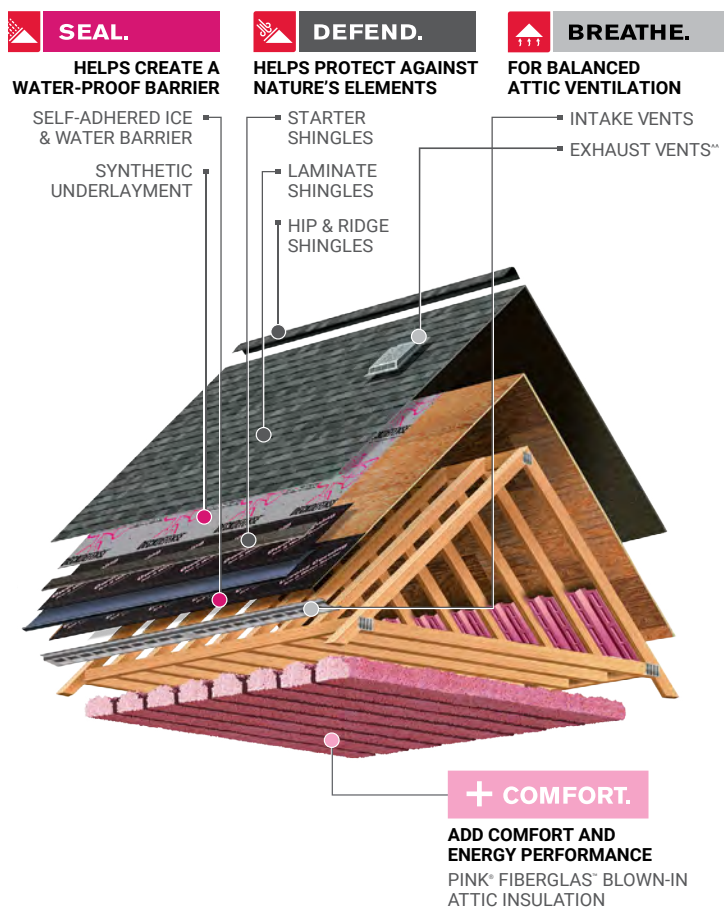 SEAL.
HELPS CREATE A
WATER-PROOF BARRIER
SELF-ADHERED ICE
& WATER BARRIER
SYNTHETIC
UNDERLAYMENT
DEFEND.
HELPS PROTECT AGAINST
NATURE'S ELEMENTS
STARTER
SHINGLES
LAMINATE
SHINGLES
HIP & RIDGE
SHINGLES
BREATHE.
FOR BALANCED
ATTIC VENTILATION
INTAKE VENTS
EXHAUST VENTS^^
+ COMFORT.
ADD COMFORT AND
ENERGY PERFORMANCE
PINK® FIBERGLAS™ BLOWN-IN
ATTIC INSULATION